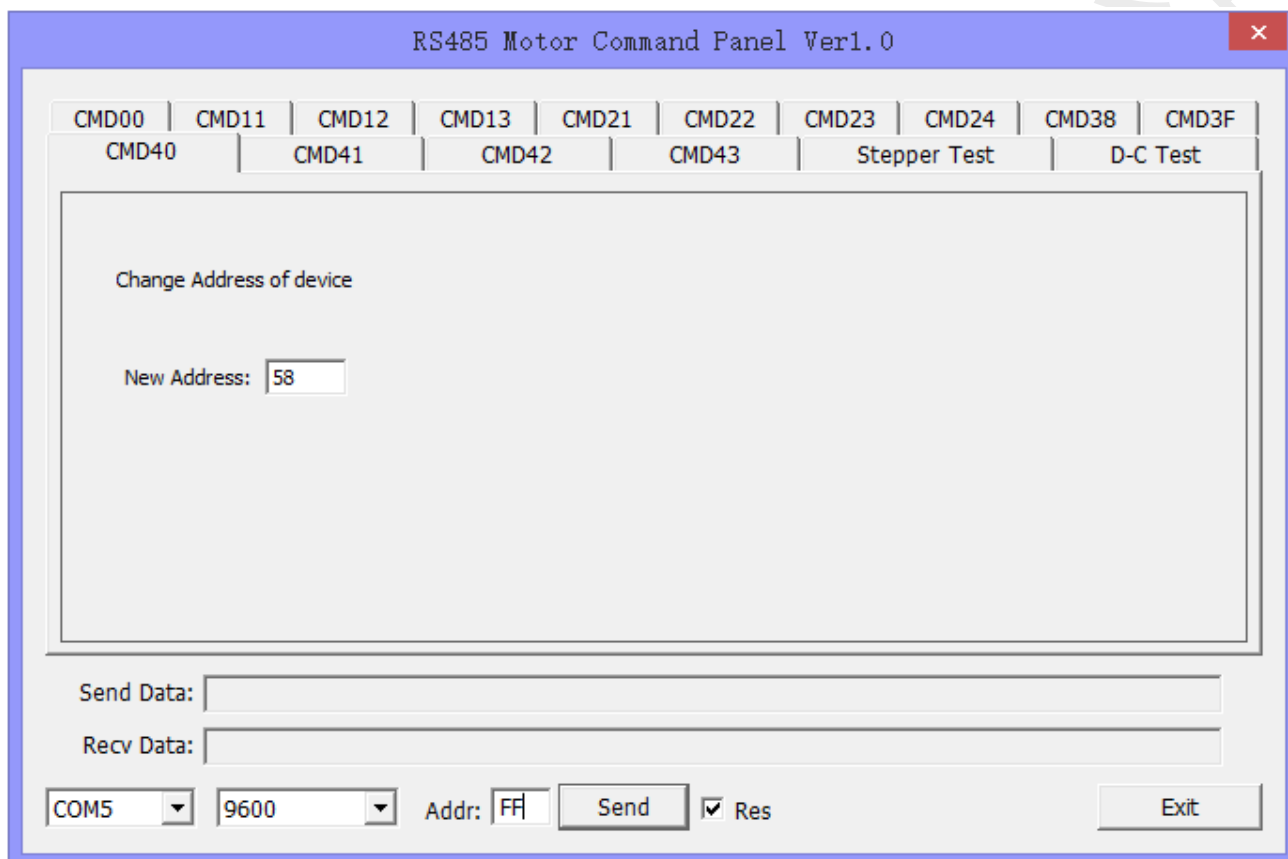 RS485 Motor Command Panel Ver1.0
CMD00 CMD11 CMD12 CMD13 CMD21 CMD22 CMD23 CMD24 CMD38 CMD3F
CMD40 CMD41 CMD42 CMD43 Stepper Test D-C Test
Change Address of device
New Address: 58
Send Data:
Recv Data:
COM5 9600 Addr: FF Send Res Exit